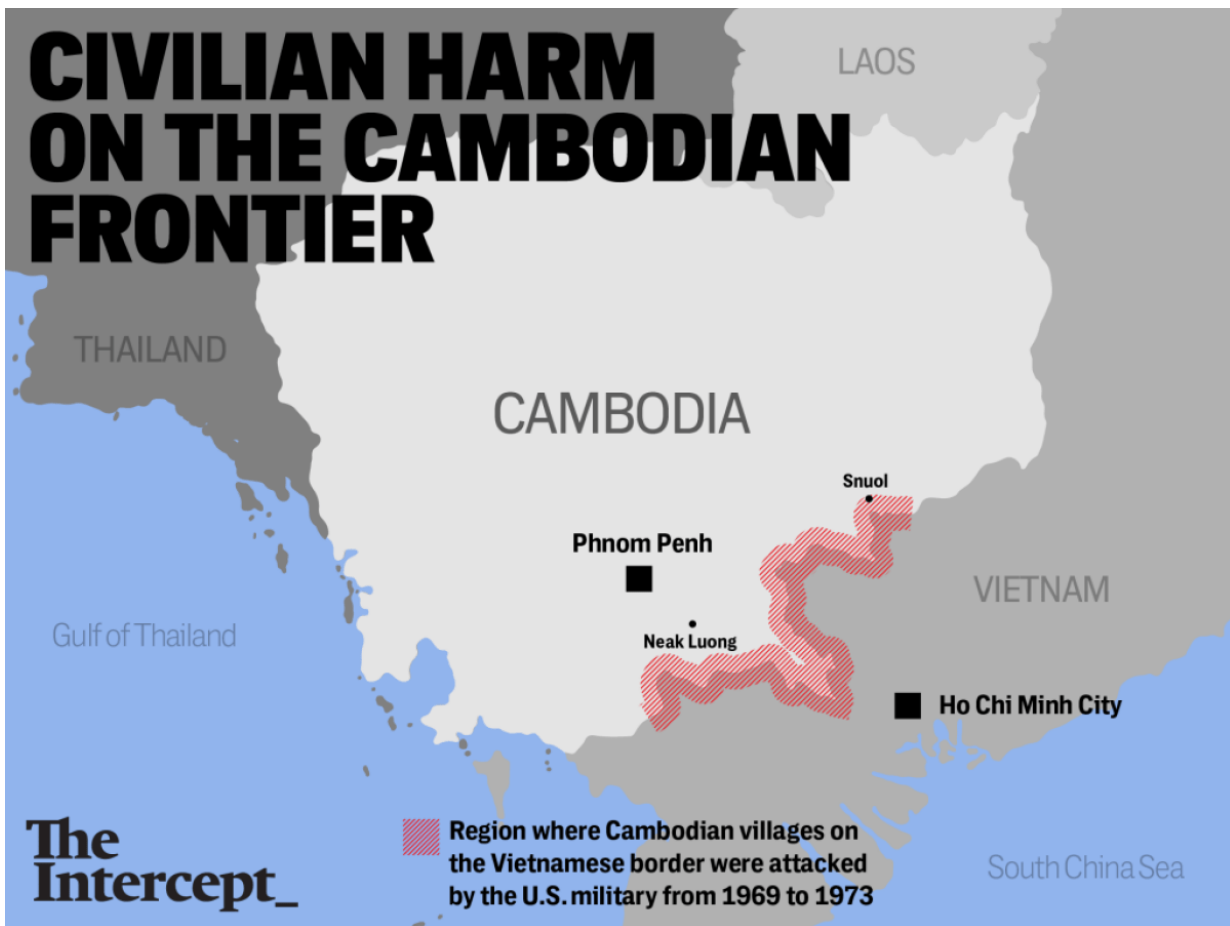 CIVILIAN HARM
ON THE CAMBODIAN
FRONTIER
LAOS
THAILAND
CAMBODIA
Snuol
Phnom Penh
VIETNAM
Gulf of Thailand
Neak Luong
Ho Chi Minh City
The
Intercept_
Region where Cambodian villages on
the Vietnamese border were attacked
by the U.S. military from 1969 to 1973
South China Sea